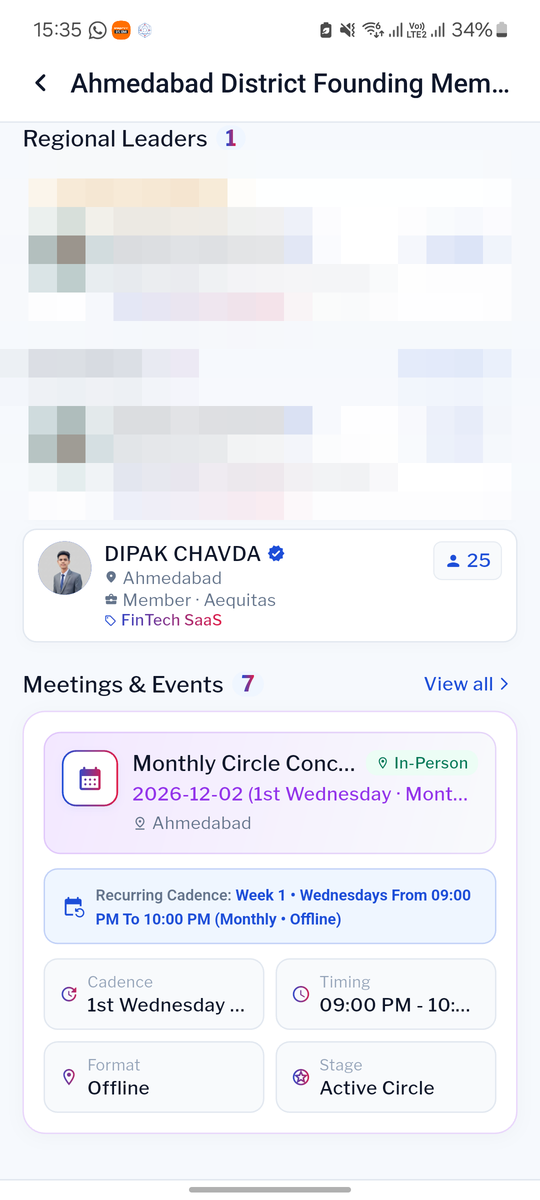 15:35
Vo))
LTE2
34%
Ahmedabad District Founding Mem...
Regional Leaders 1
DIPAK CHAVDA
25
Ahmedabad
Member · Aequitas
FinTech SaaS
Meetings & Events 7
View all
Monthly Circle Conc...
In-Person
2026-12-02 (1st Wednesday · Mont...
Ahmedabad
Recurring Cadence: Week 1 • Wednesdays From 09:00
PM To 10:00 PM (Monthly • Offline)
Cadence
1st Wednesday ...
Timing
09:00 PM - 10:...
Format
Offline
Stage
Active Circle